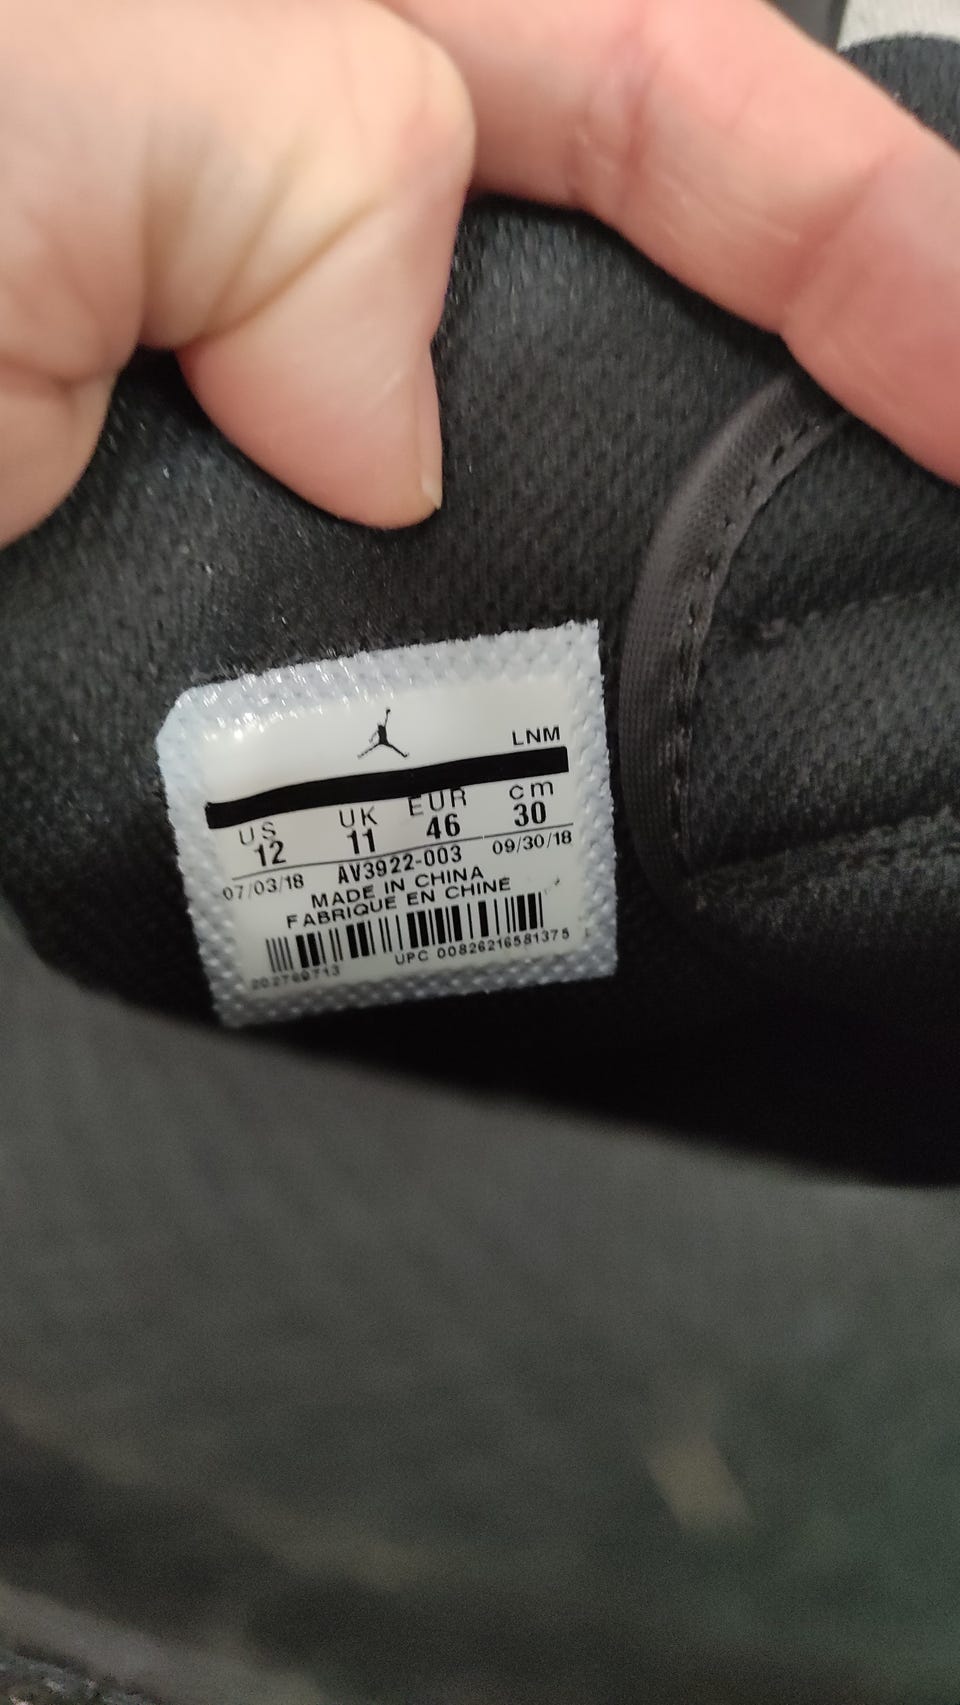 LNM
US UK EUR cm
12 11 46 30
07/03/18 AV3922-003 09/30/18
MADE IN CHINA
FABRIQUE EN CHINE
UPC 00826216581375